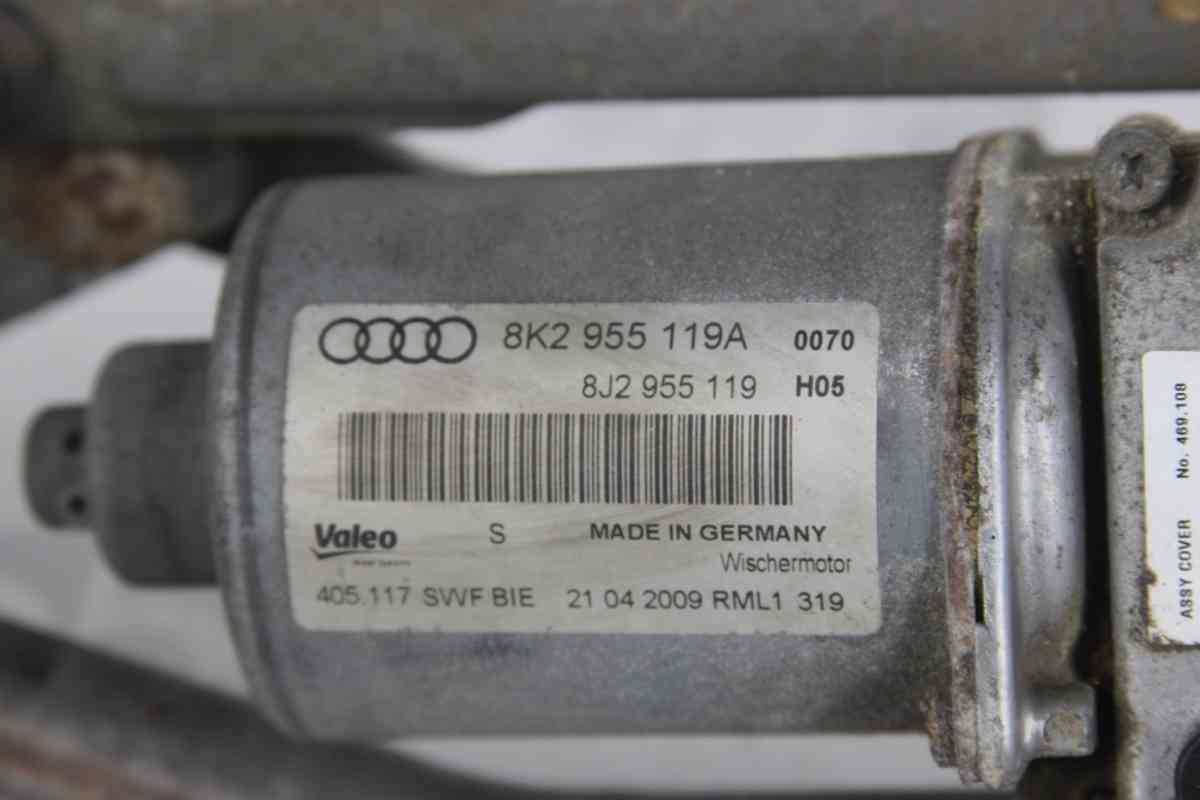 8K2 955 119A 0070
8J2 955 119 H05
Valeo S MADE IN GERMANY
Wischermotor
405.117 SWF BIE 21 04 2009 RML1 319
ASSY COVER No. 469.108